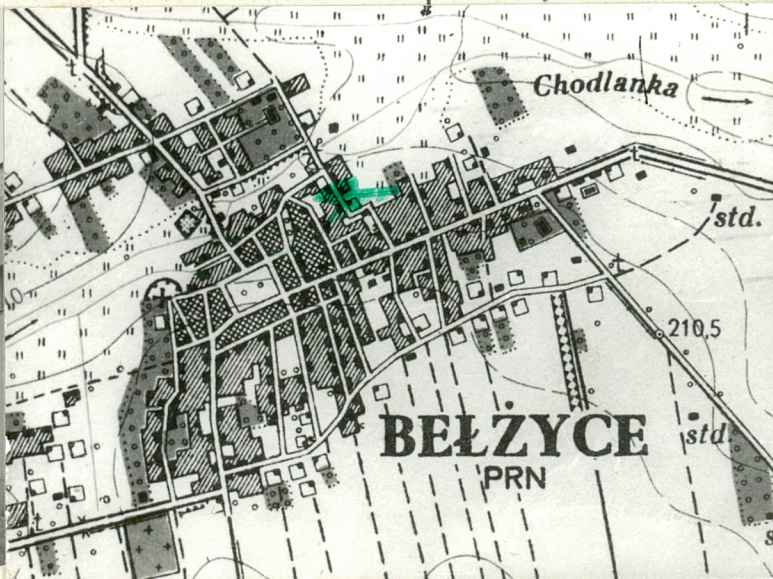 Chodlanka
std.
210,5
BEŁŻYCE
std.
PRN
s